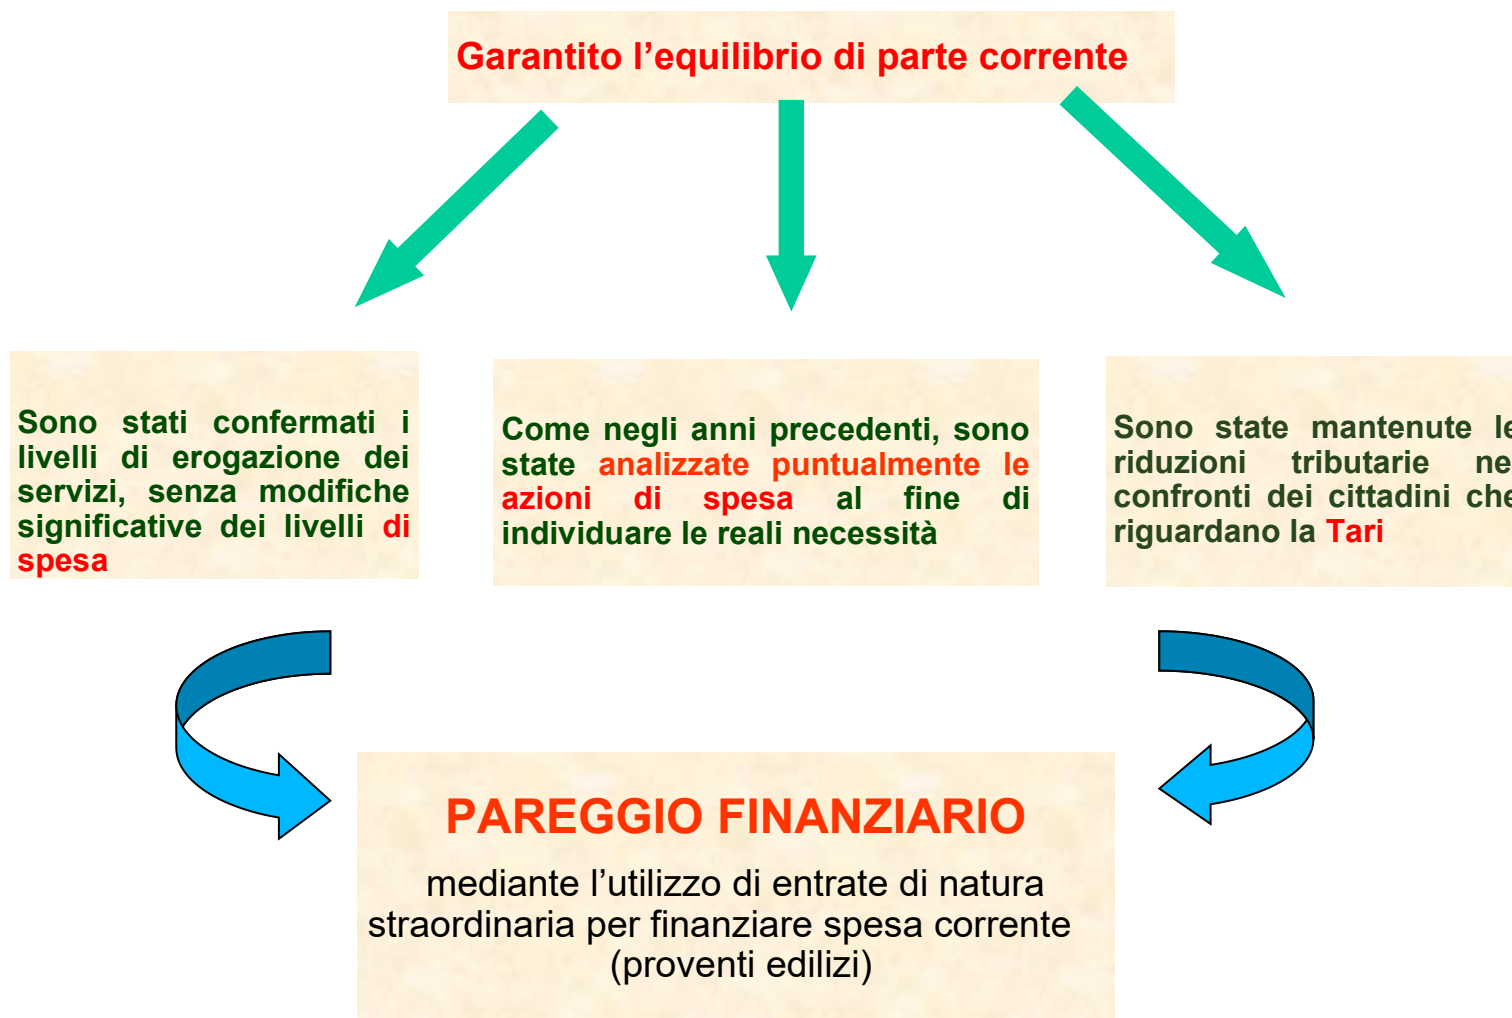 Garantito l’equilibrio di parte corrente
Sono stati confermati i
livelli di erogazione dei
servizi, senza modifiche
significative dei livelli di
spesa
Come negli anni precedenti, sono
state analizzate puntualmente le
azioni di spesa al fine di
individuare le reali necessità
Sono state mantenute le
riduzioni tributarie ne
confronti dei cittadini che
riguardano la Tari
PAREGGIO FINANZIARIO
mediante l’utilizzo di entrate di natura
straordinaria per finanziare spesa corrente
(proventi edilizi)